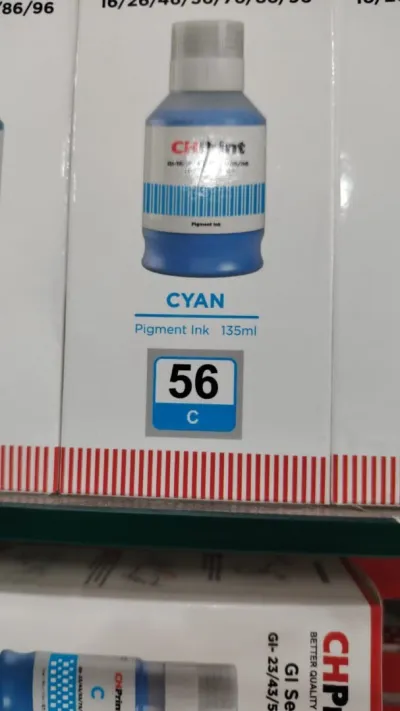 /86/96
16/26/46/56/76/86/96
CHPrint
Pigment Ink
CYAN
Pigment Ink 135ml
56
C
CHPrint
C
CHPri
BETTER QUALITY
GI Se
GI- 23/43/5